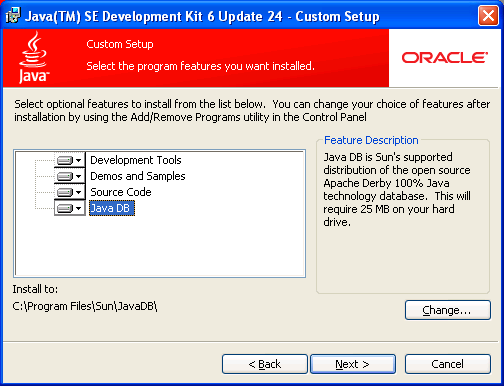 Java(TM) SE Development Kit 6 Update 24 - Custom Setup
Custom Setup
Select the program features you want installed.
Java
ORACLE
Select optional features to install from the list below. You can change your choice of features after
installation by using the Add/Remove Programs utility in the Control Panel
Development Tools
Demos and Samples
Source Code
Java DB
Feature Description
Java DB is Sun's supported
distribution of the open source
Apache Derby 100% Java
technology database. This will
require 25 MB on your hard
drive.
Install to:
C:\Program Files\Sun\JavaDB\
Change...
< Back
Next >
Cancel